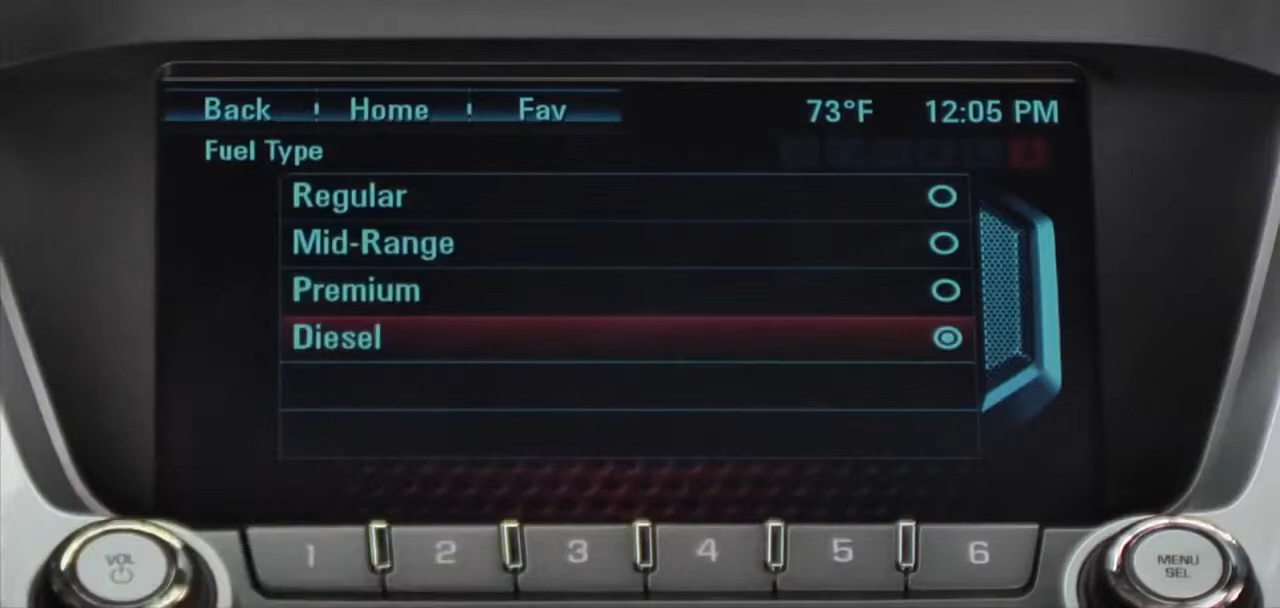 Back Home Fav 73°F 12:05 PM
Fuel Type
Regular
Mid-Range
Premium
Diesel
1 2 3 4 5 6
VOL
MENU
SEL